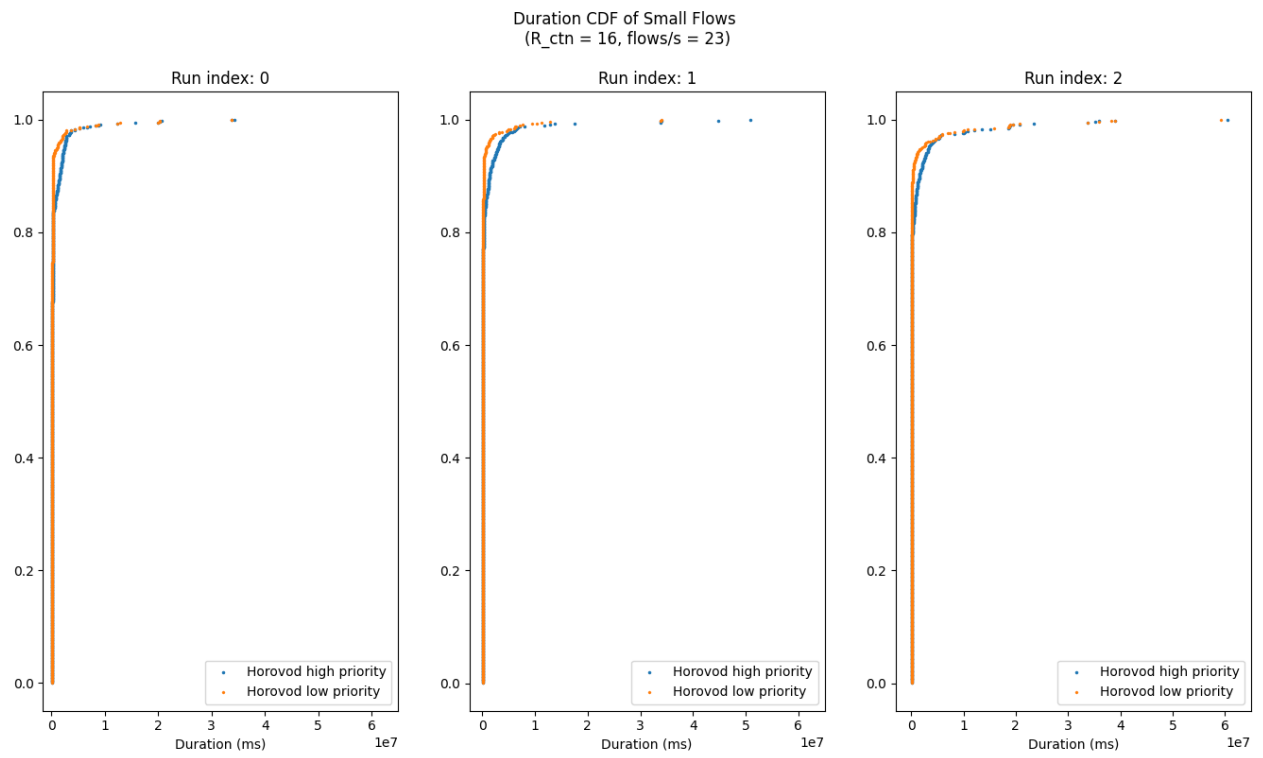 Duration CDF of Small Flows
(R_ctn = 16, flows/s = 23)
Run index: 0
1.0
0.8
0.6
0.4
0.2
0.0
Horovod high priority
Horovod low priority
0 1 2 3 4 5 6
1e7
Duration (ms)
Run index: 1
1.0
0.8
0.6
0.4
0.2
0.0
Horovod high priority
Horovod low priority
0 1 2 3 4 5 6
1e7
Duration (ms)
Run index: 2
1.0
0.8
0.6
0.4
0.2
0.0
Horovod high priority
Horovod low priority
0 1 2 3 4 5 6
1e7
Duration (ms)